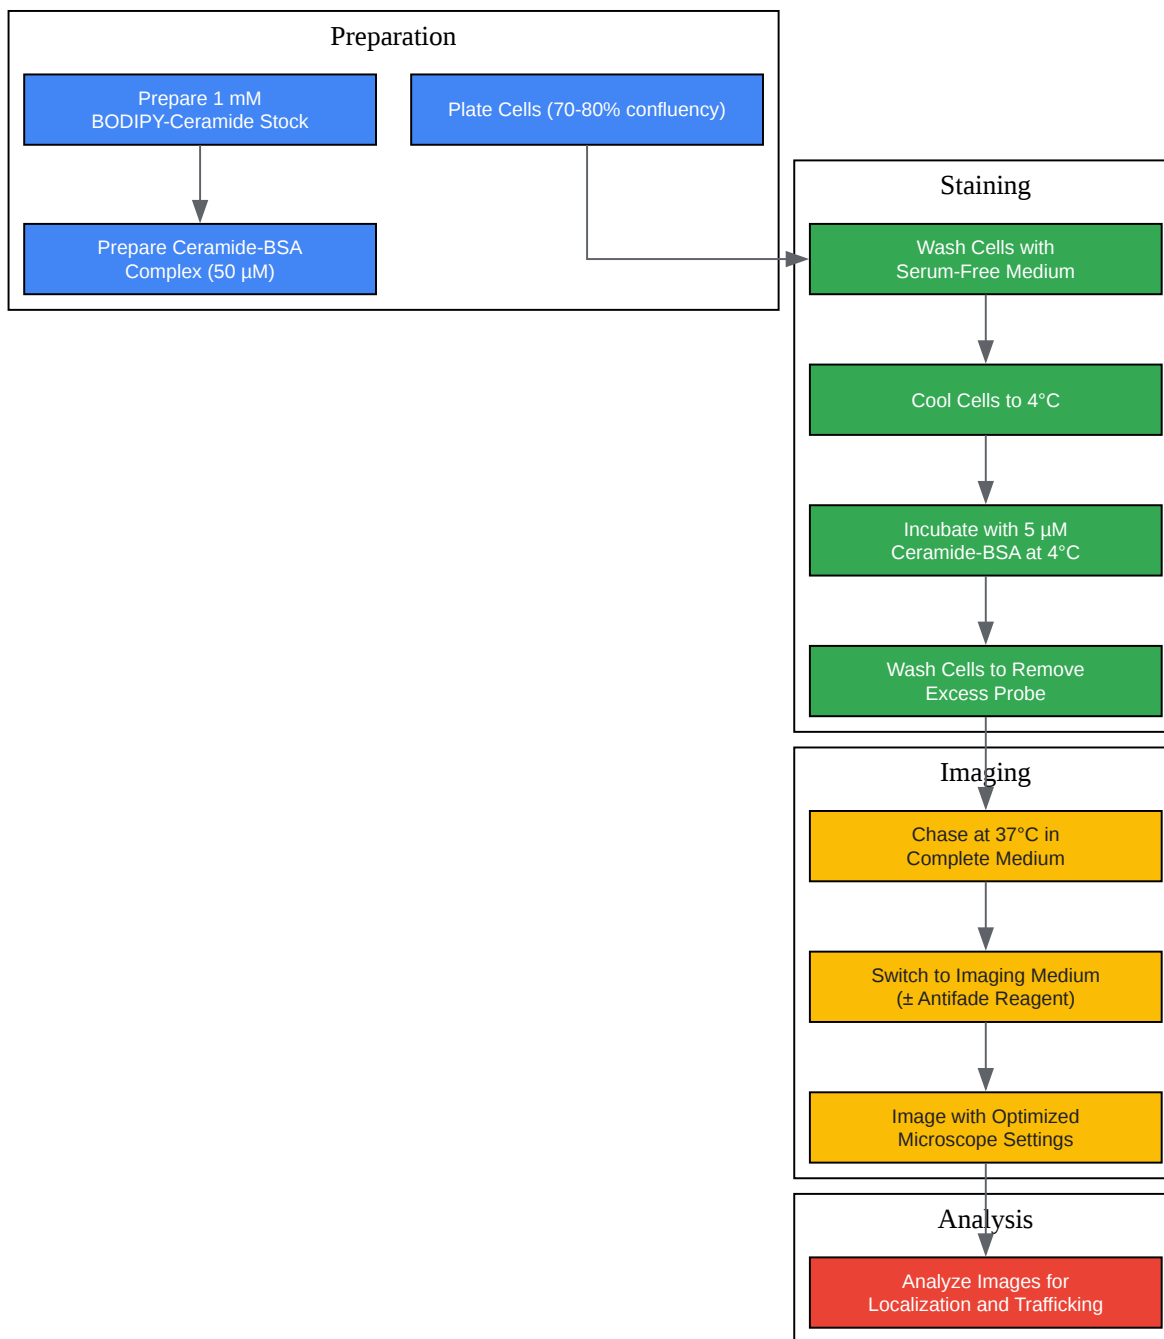 Preparation
Prepare 1 mM
BODIPY-Ceramide Stock
Plate Cells (70-80% confluency)
Prepare Ceramide-BSA
Complex (50 µM)
Staining
Wash Cells with
Serum-Free Medium
Cool Cells to 4°C
Incubate with 5 µM
Ceramide-BSA at 4°C
Wash Cells to Remove
Excess Probe
Imaging
Chase at 37°C in
Complete Medium
Switch to Imaging Medium
(± Antifade Reagent)
Image with Optimized
Microscope Settings
Analysis
Analyze Images for
Localization and Trafficking